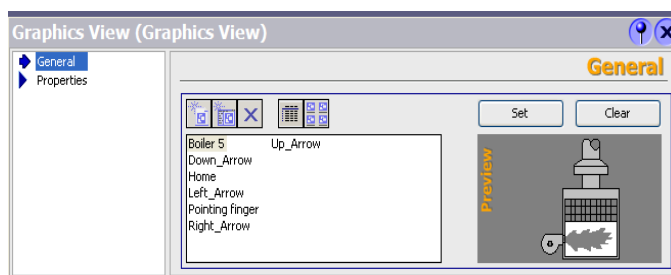 Graphics View (Graphics View)
General
Properties
General
Set
Clear
Boiler 5
Up_Arrow
Down_Arrow
Home
Left_Arrow
Pointing finger
Right_Arrow
Preview